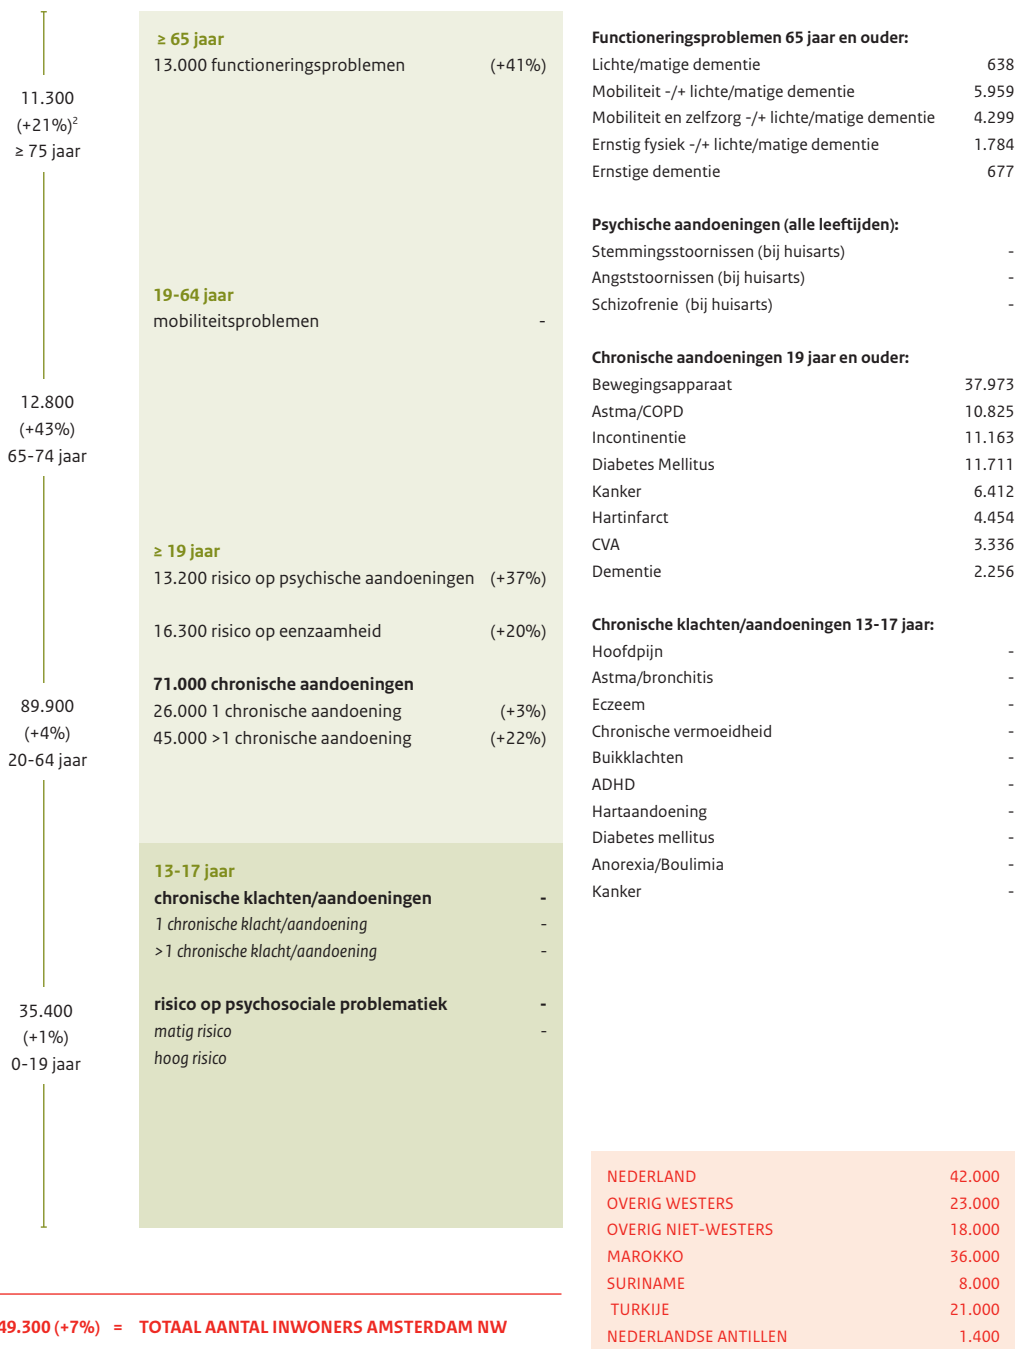 11.300
(+21%)²
≥ 75 jaar
12.800
(+43%)
65-74 jaar
89.900
(+4%)
20-64 jaar
35.400
(+1%)
0-19 jaar
≥ 65 jaar
13.000 functioneringsproblemen (+41%)
19-64 jaar
mobiliteitsproblemen -
≥ 19 jaar
13.200 risico op psychische aandoeningen (+37%)
16.300 risico op eenzaamheid (+20%)
71.000 chronische aandoeningen
26.000 1 chronische aandoening (+3%)
45.000 >1 chronische aandoening (+22%)
13-17 jaar
chronische klachten/aandoeningen -
1 chronische klacht/aandoening -
>1 chronische klacht/aandoening -
risico op psychosociale problematiek -
matig risico -
hoog risico
Functioneringsproblemen 65 jaar en ouder:
Lichte/matige dementie 638
Mobiliteit -/+ lichte/matige dementie 5.959
Mobiliteit en zelfzorg -/+ lichte/matige dementie 4.299
Ernstig fysiek -/+ lichte/matige dementie 1.784
Ernstige dementie 677
Psychische aandoeningen (alle leeftijden):
Stemmingsstoornissen (bij huisarts) -
Angststoornissen (bij huisarts) -
Schizofrenie (bij huisarts) -
Chronische aandoeningen 19 jaar en ouder:
Bewegingsapparaat 37.973
Astma/COPD 10.825
Incontinentie 11.163
Diabetes Mellitus 11.711
Kanker 6.412
Hartinfarct 4.454
CVA 3.336
Dementie 2.256
Chronische klachten/aandoeningen 13-17 jaar:
Hoofdpijn -
Astma/bronchitis -
Eczeem -
Chronische vermoeidheid -
Buikklachten -
ADHD -
Hartaandoening -
Diabetes mellitus -
Anorexia/Boulimia -
Kanker -
NEDERLAND 42.000
OVERIG WESTERS 23.000
OVERIG NIET-WESTERS 18.000
MAROKKO 36.000
SURINAME 8.000
TURKIJE 21.000
NEDERLANDSE ANTILLEN 1.400
49.300 (+7%) = TOTAAL AANTAL INWONERS AMSTERDAM NW